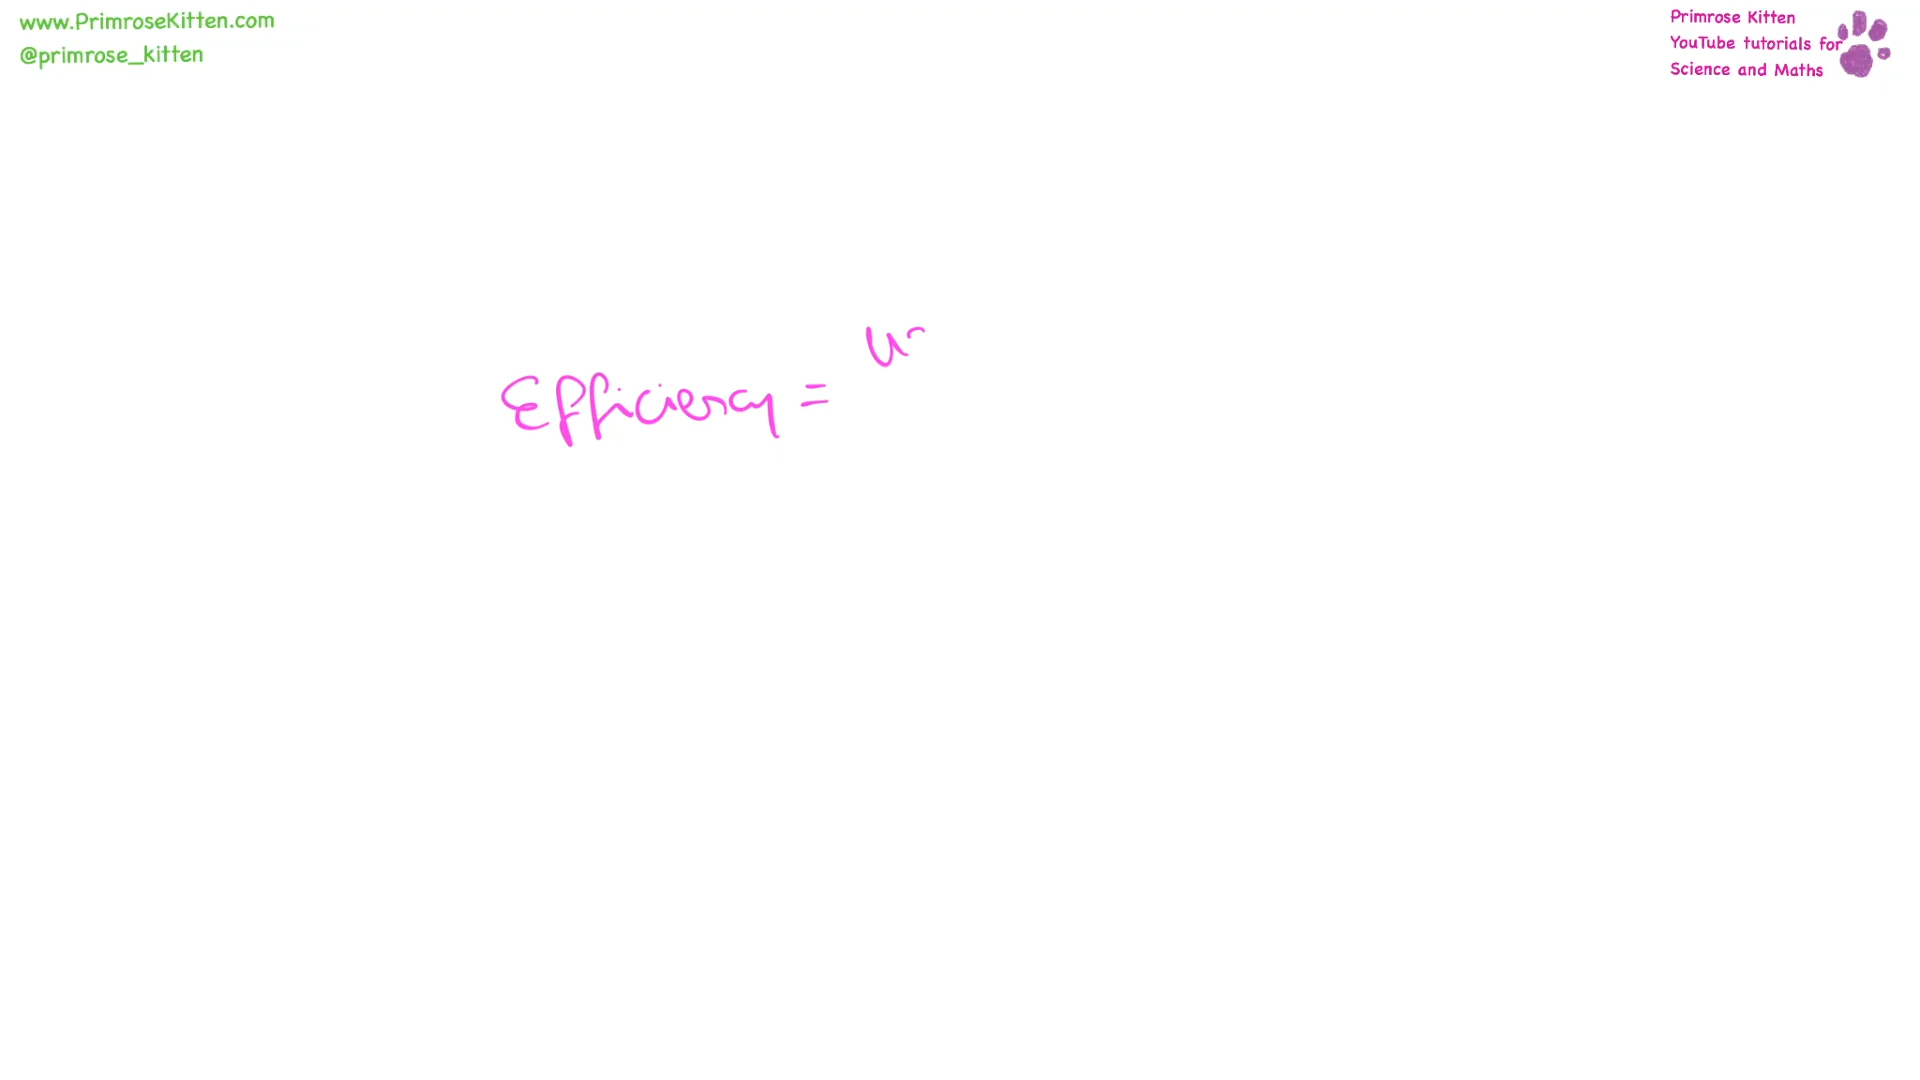 www.PrimroseKitten.com
@primrose_kitten
Primrose Kitten
YouTube tutorials for
Science and Maths
Efficiency =